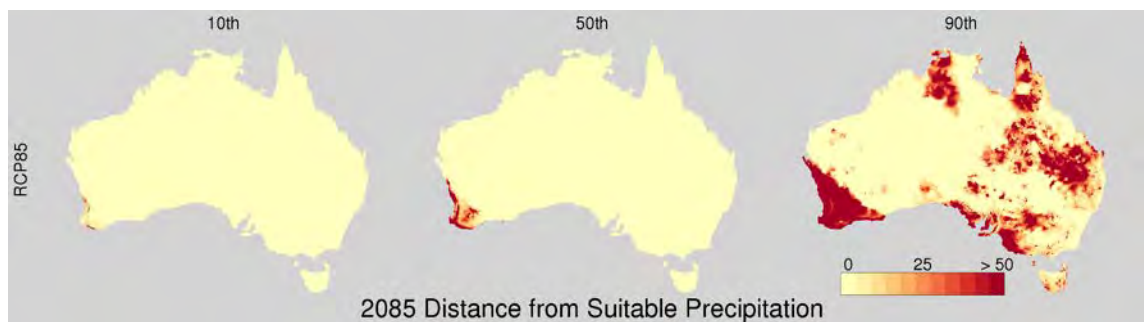 10th
50th
90th
RCP85
0 25 > 50
2085 Distance from Suitable Precipitation